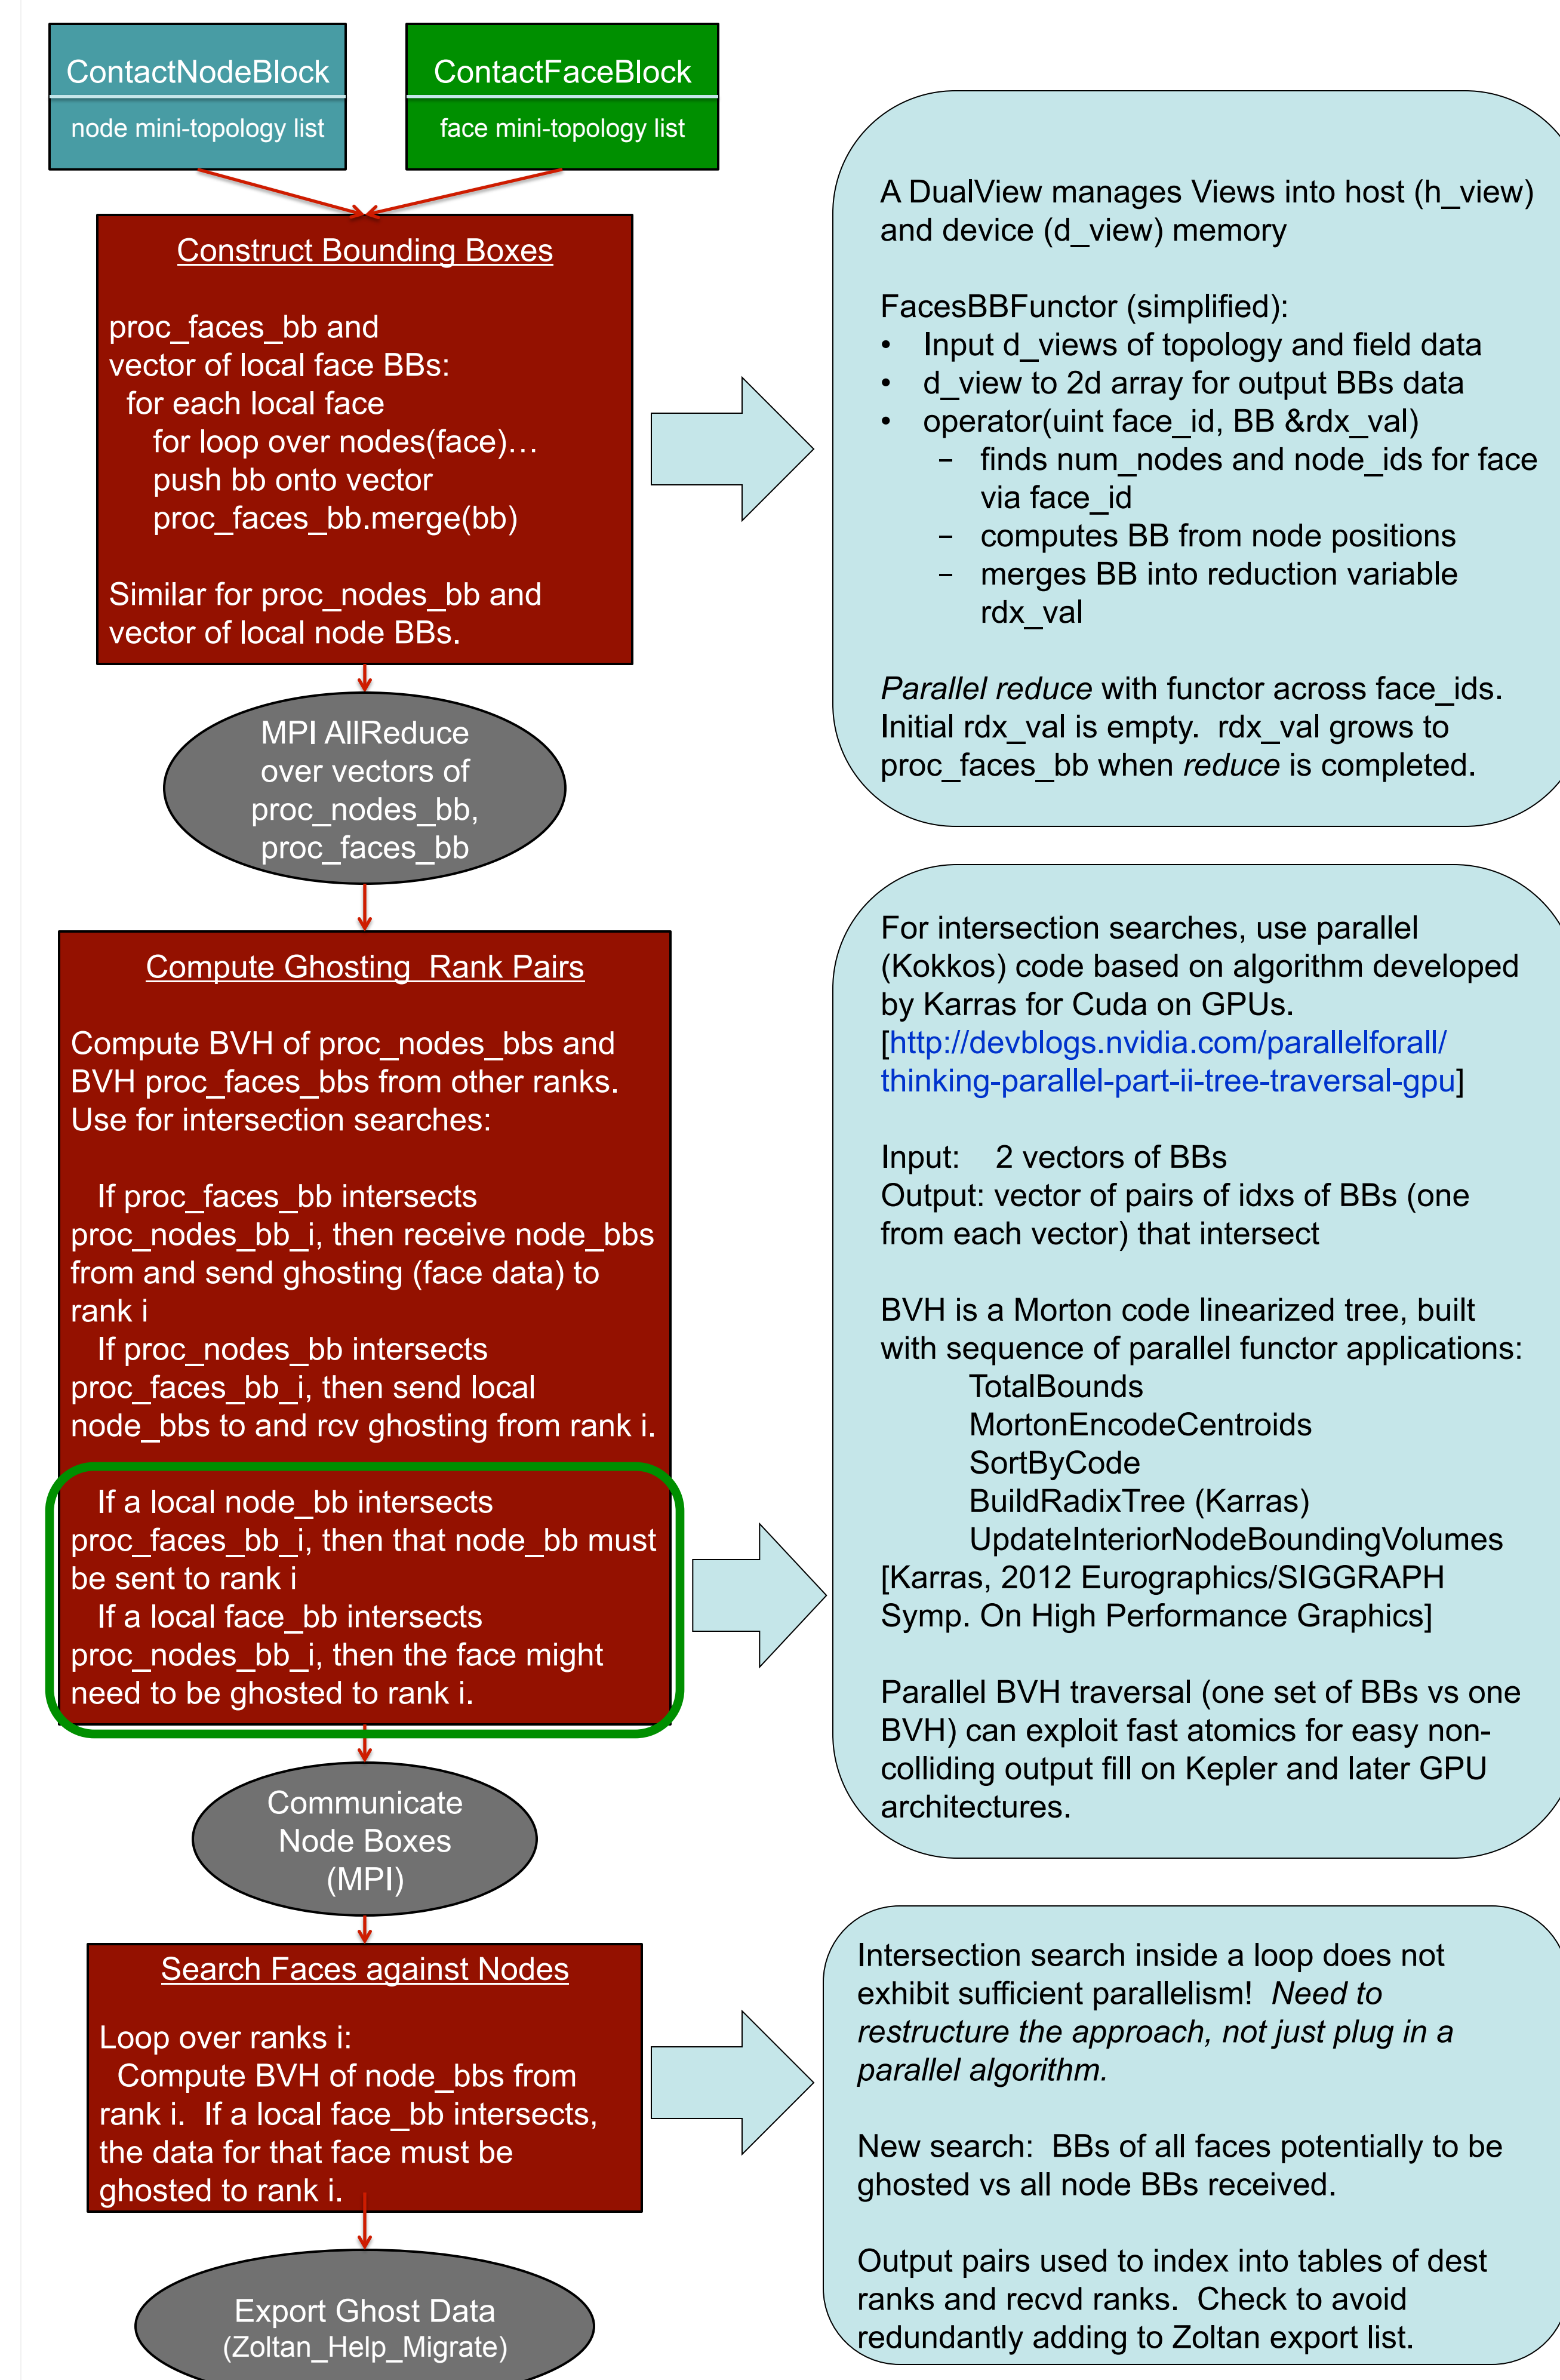 ContactNodeBlock
node mini-topology list
ContactFaceBlock
face mini-topology list
Construct Bounding Boxes
proc_faces_bb and
vector of local face BBs:
for each local face
for loop over nodes(face)…
push bb onto vector
proc_faces_bb.merge(bb)
Similar for proc_nodes_bb and
vector of local node BBs.
A DualView manages Views into host (h_view)
and device (d_view) memory
FacesBBFunctor (simplified):
• Input d_views of topology and field data
• d_view to 2d array for output BBs data
• operator(uint face_id, BB &rdx_val)
– finds num_nodes and node_ids for face
via face_id
– computes BB from node positions
– merges BB into reduction variable
rdx_val
Parallel reduce with functor across face_ids.
Initial rdx_val is empty. rdx_val grows to
proc_faces_bb when reduce is completed.
MPI AllReduce
over vectors of
proc_nodes_bb,
proc_faces_bb
Compute Ghosting Rank Pairs
Compute BVH of proc_nodes_bbs and
BVH proc_faces_bbs from other ranks.
Use for intersection searches:
If proc_faces_bb intersects
proc_nodes_bb_i, then receive node_bbs
from and send ghosting (face data) to
rank i
If proc_nodes_bb intersects
proc_faces_bb_i, then send local
node_bbs to and rcv ghosting from rank i.
If a local node_bb intersects
proc_faces_bb_i, then that node_bb must
be sent to rank i
If a local face_bb intersects
proc_nodes_bb_i, then the face might
need to be ghosted to rank i.
For intersection searches, use parallel
(Kokkos) code based on algorithm developed
by Karras for Cuda on GPUs.
[http://devblogs.nvidia.com/parallelforall/
thinking-parallel-part-ii-tree-traversal-gpu]
Input: 2 vectors of BBs
Output: vector of pairs of idxs of BBs (one
from each vector) that intersect
BVH is a Morton code linearized tree, built
with sequence of parallel functor applications:
TotalBounds
MortonEncodeCentroids
SortByCode
BuildRadixTree (Karras)
UpdateInteriorNodeBoundingVolumes
[Karras, 2012 Eurographics/SIGGRAPH
Symp. On High Performance Graphics]
Parallel BVH traversal (one set of BBs vs one
BVH) can exploit fast atomics for easy non-
colliding output fill on Kepler and later GPU
architectures.
Communicate
Node Boxes
(MPI)
Search Faces against Nodes
Loop over ranks i:
Compute BVH of node_bbs from
rank i. If a local face_bb intersects,
the data for that face must be
ghosted to rank i.
Intersection search inside a loop does not
exhibit sufficient parallelism! Need to
restructure the approach, not just plug in a
parallel algorithm.
New search: BBs of all faces potentially to be
ghosted vs all node BBs received.
Output pairs used to index into tables of dest
ranks and recvd ranks. Check to avoid
redundantly adding to Zoltan export list.
Export Ghost Data
(Zoltan_Help_Migrate)